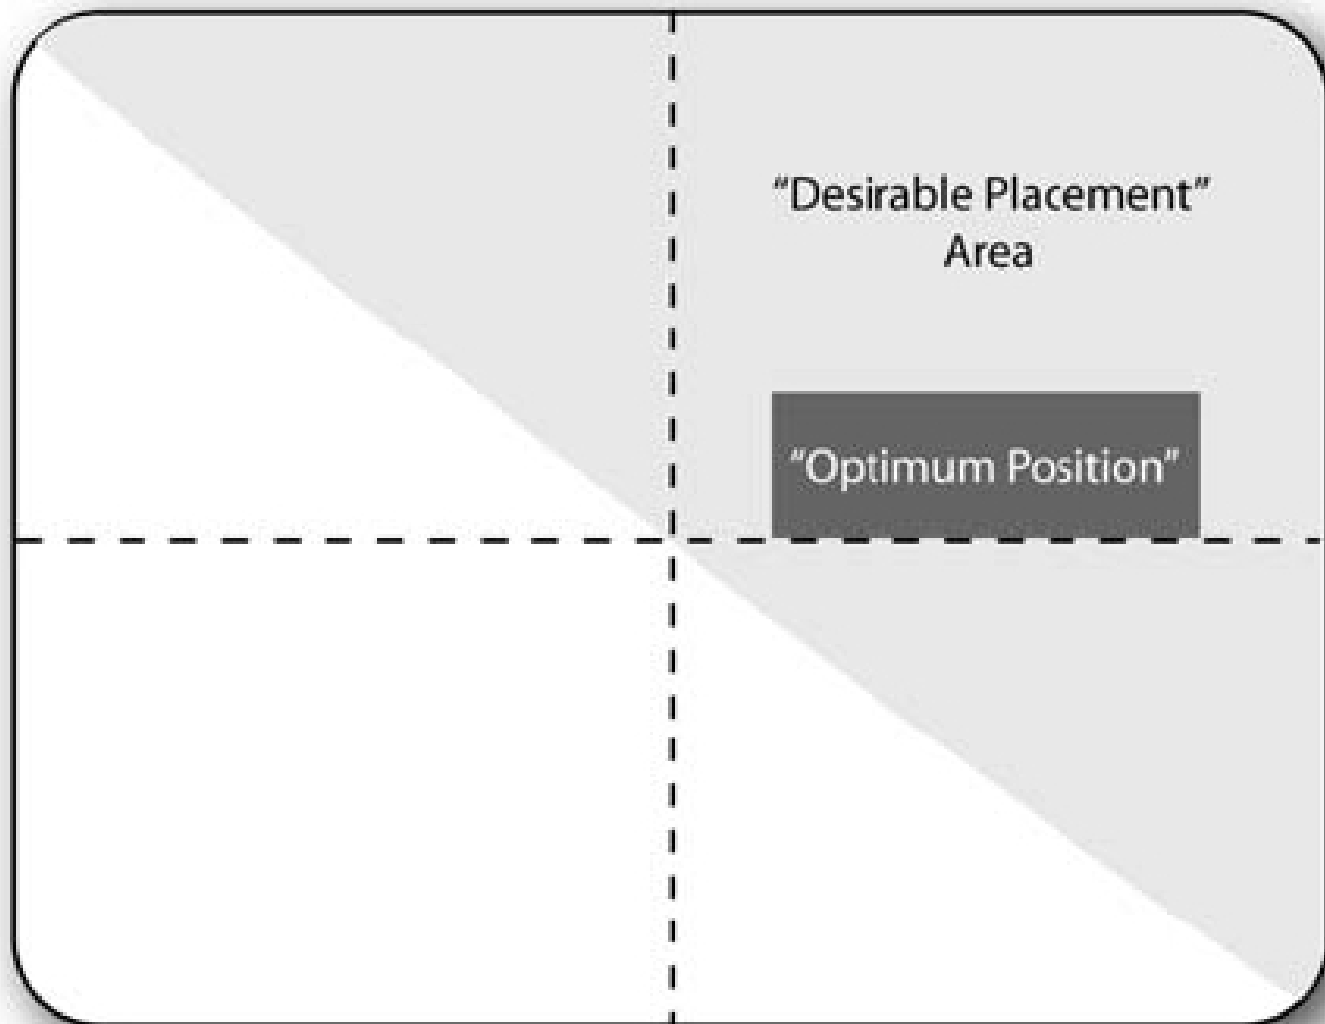 “Desirable Placement”
Area
“Optimum Position”